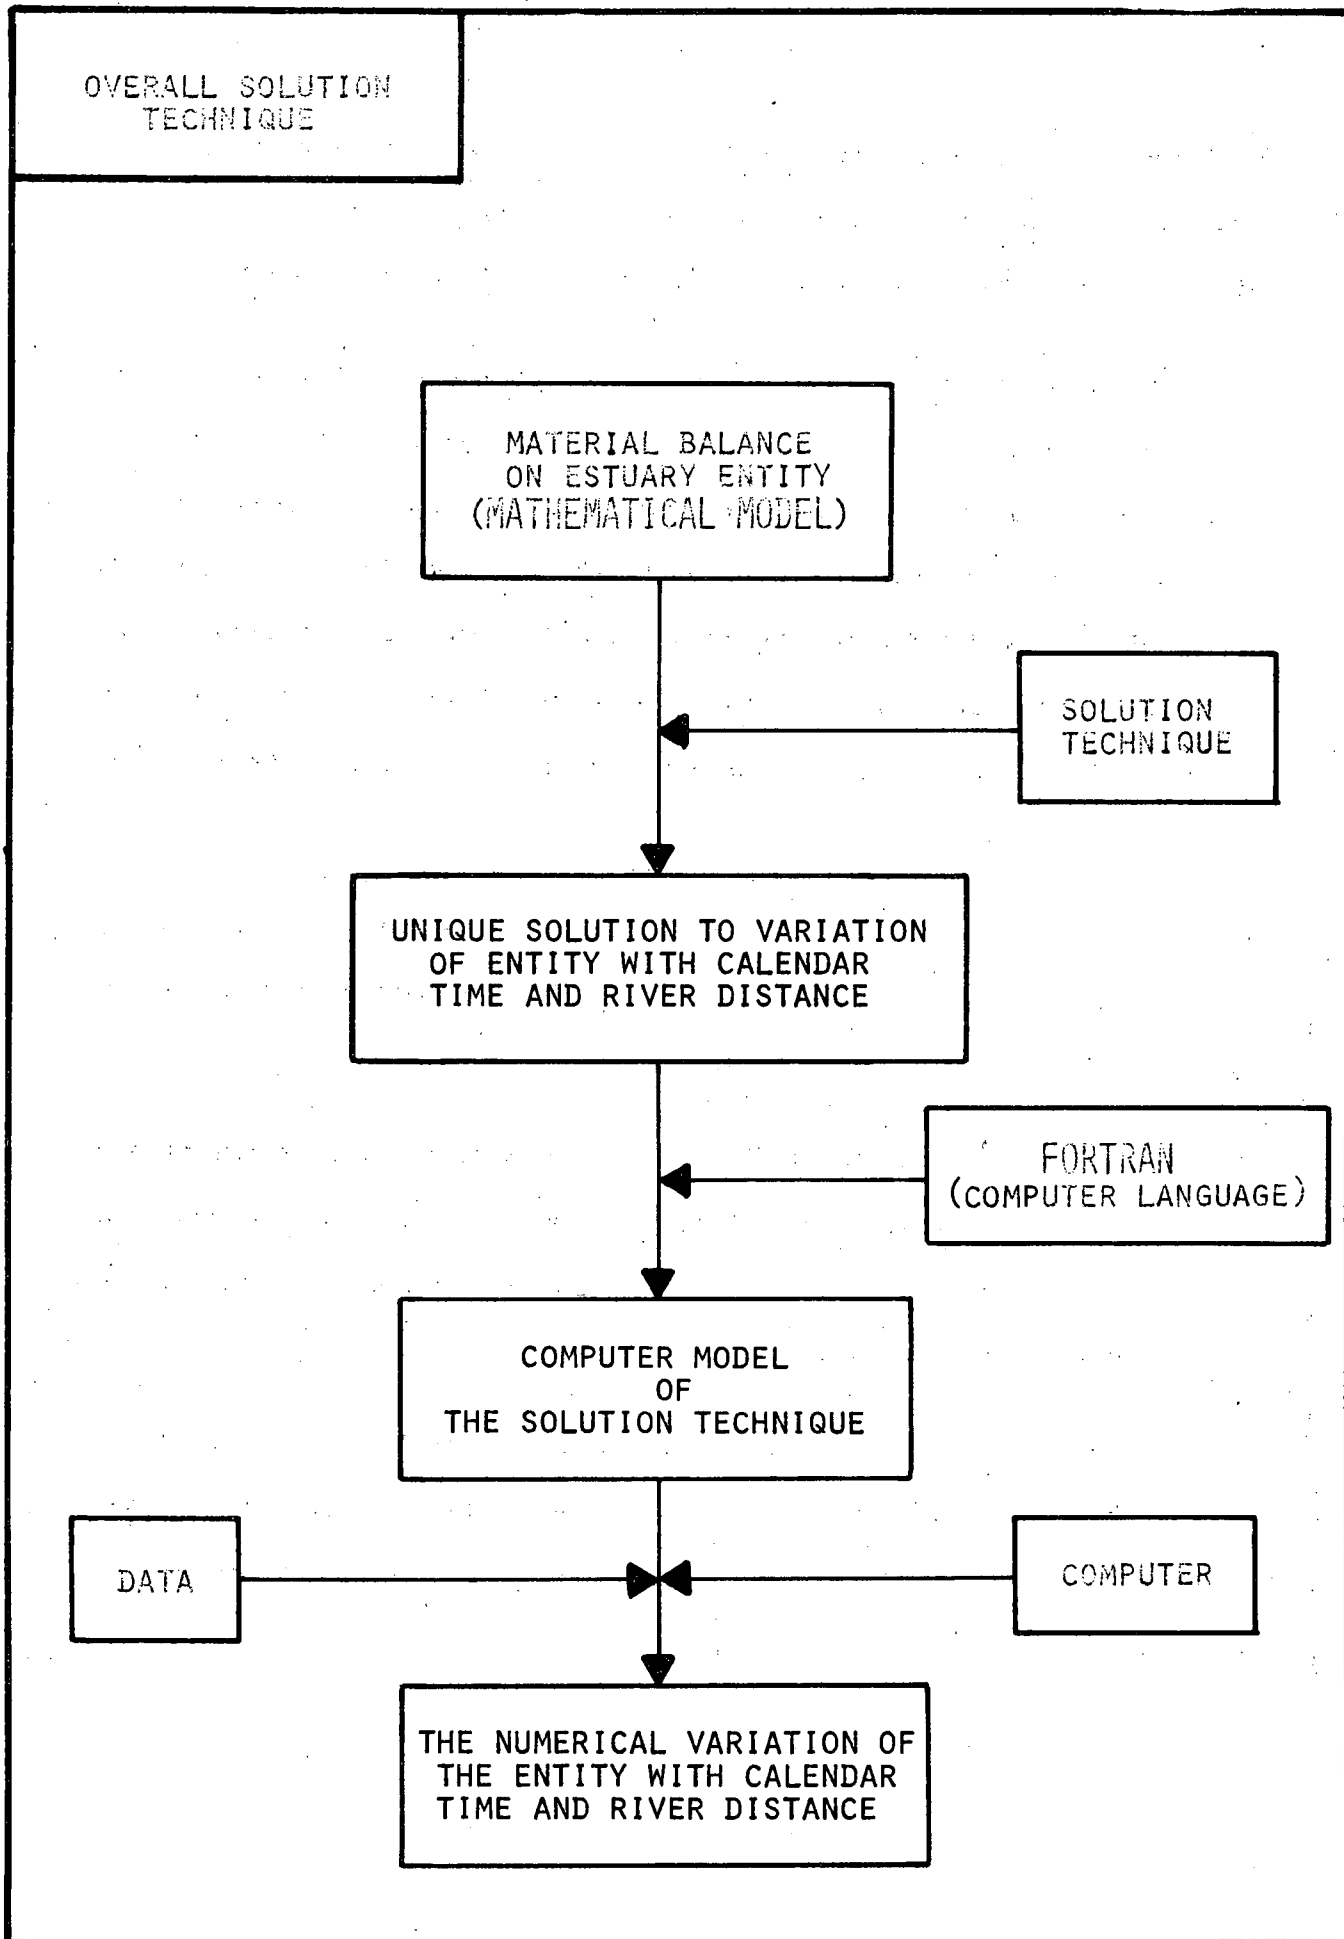 OVERALL SOLUTION
TECHNIQUE
MATERIAL BALANCE
ON ESTUARY ENTITY
(MATHEMATICAL MODEL)
SOLUTION
TECHNIQUE
UNIQUE SOLUTION TO VARIATION
OF ENTITY WITH CALENDAR
TIME AND RIVER DISTANCE
FORTRAN
(COMPUTER LANGUAGE)
COMPUTER MODEL
OF
THE SOLUTION TECHNIQUE
DATA
COMPUTER
THE NUMERICAL VARIATION OF
THE ENTITY WITH CALENDAR
TIME AND RIVER DISTANCE